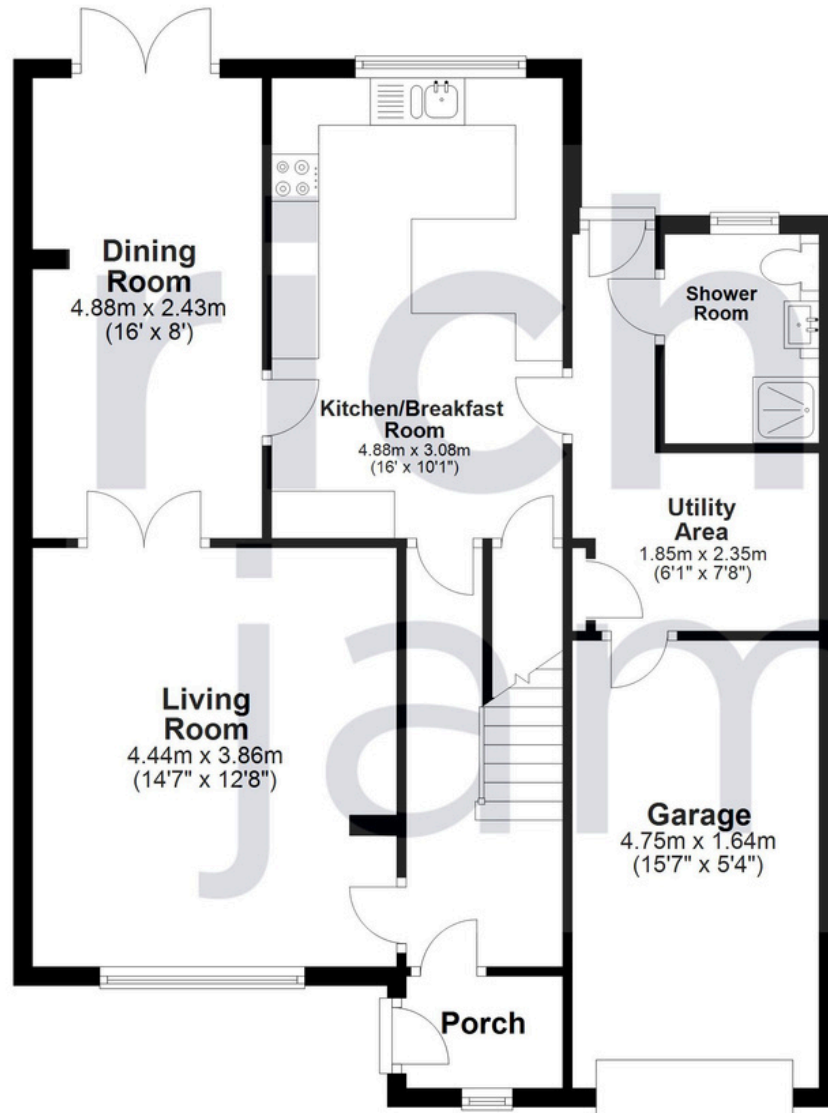 Dining
Room
4.88m x 2.43m
(16' x 8')
Kitchen/Breakfast
Room
4.88m x 3.08m
(16' x 10'1")
Shower
Room
Utility
Area
1.85m x 2.35m
(6'1" x 7'8")
Living
Room
4.44m x 3.86m
(14'7" x 12'8")
Garage
4.75m x 1.64m
(15'7" x 5'4")
Porch
rich
jam